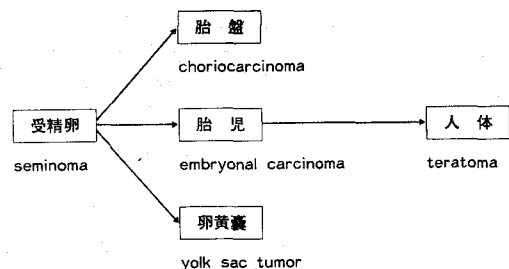 胎盤
choriocarcinoma
受精卵
seminoma
胎児
embryonal carcinoma
人体
teratoma
卵黄嚢
yolk sac tumor